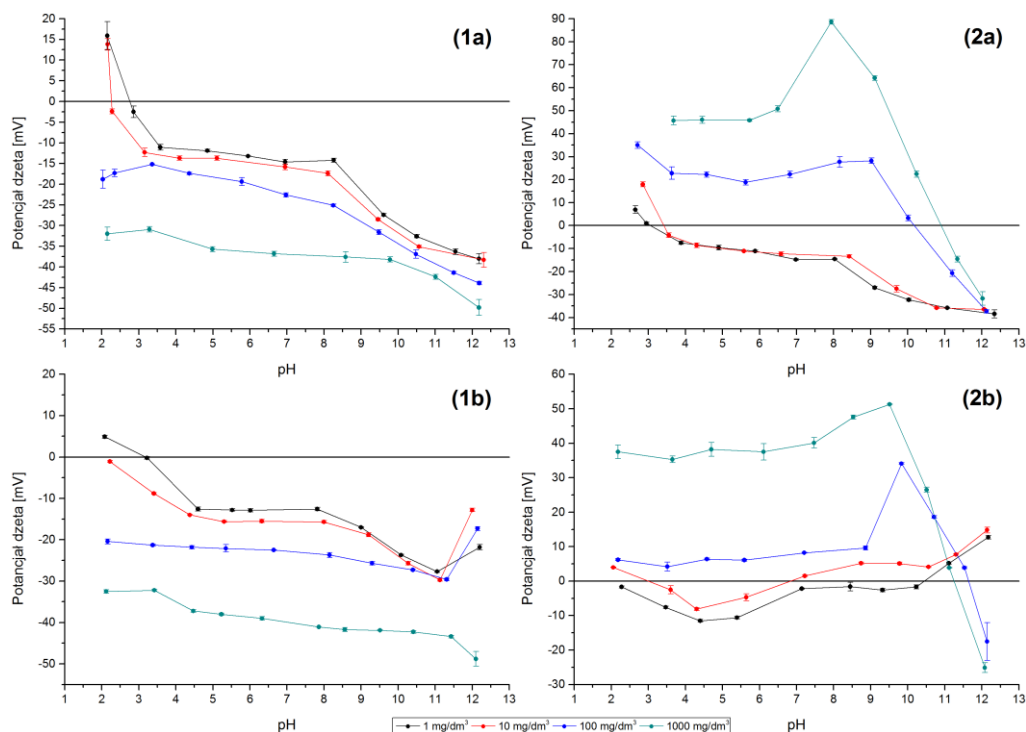 (1a)
Potencjał dzeta [mV]
20
15
10
5
0
-5
-10
-15
-20
-25
-30
-35
-40
-45
-50
-55
1 2 3 4 5 6 7 8 9 10 11 12 13
pH
(2a)
Potencjał dzeta [mV]
90
80
70
60
50
40
30
20
10
0
-10
-20
-30
-40
1 2 3 4 5 6 7 8 9 10 11 12 13
pH
(1b)
Potancjał dzeta [mV]
20
10
0
-10
-20
-30
-40
-50
1 2 3 4 5 6 7 8 9 10 11 12 13
pH
(2b)
Potancjał dzeta [mV]
60
50
40
30
20
10
0
-10
-20
-30
1 2 3 4 5 6 7 8 9 10 11 12 13
pH
1 mg/dm³ 10 mg/dm³ 100 mg/dm³ 1000 mg/dm³